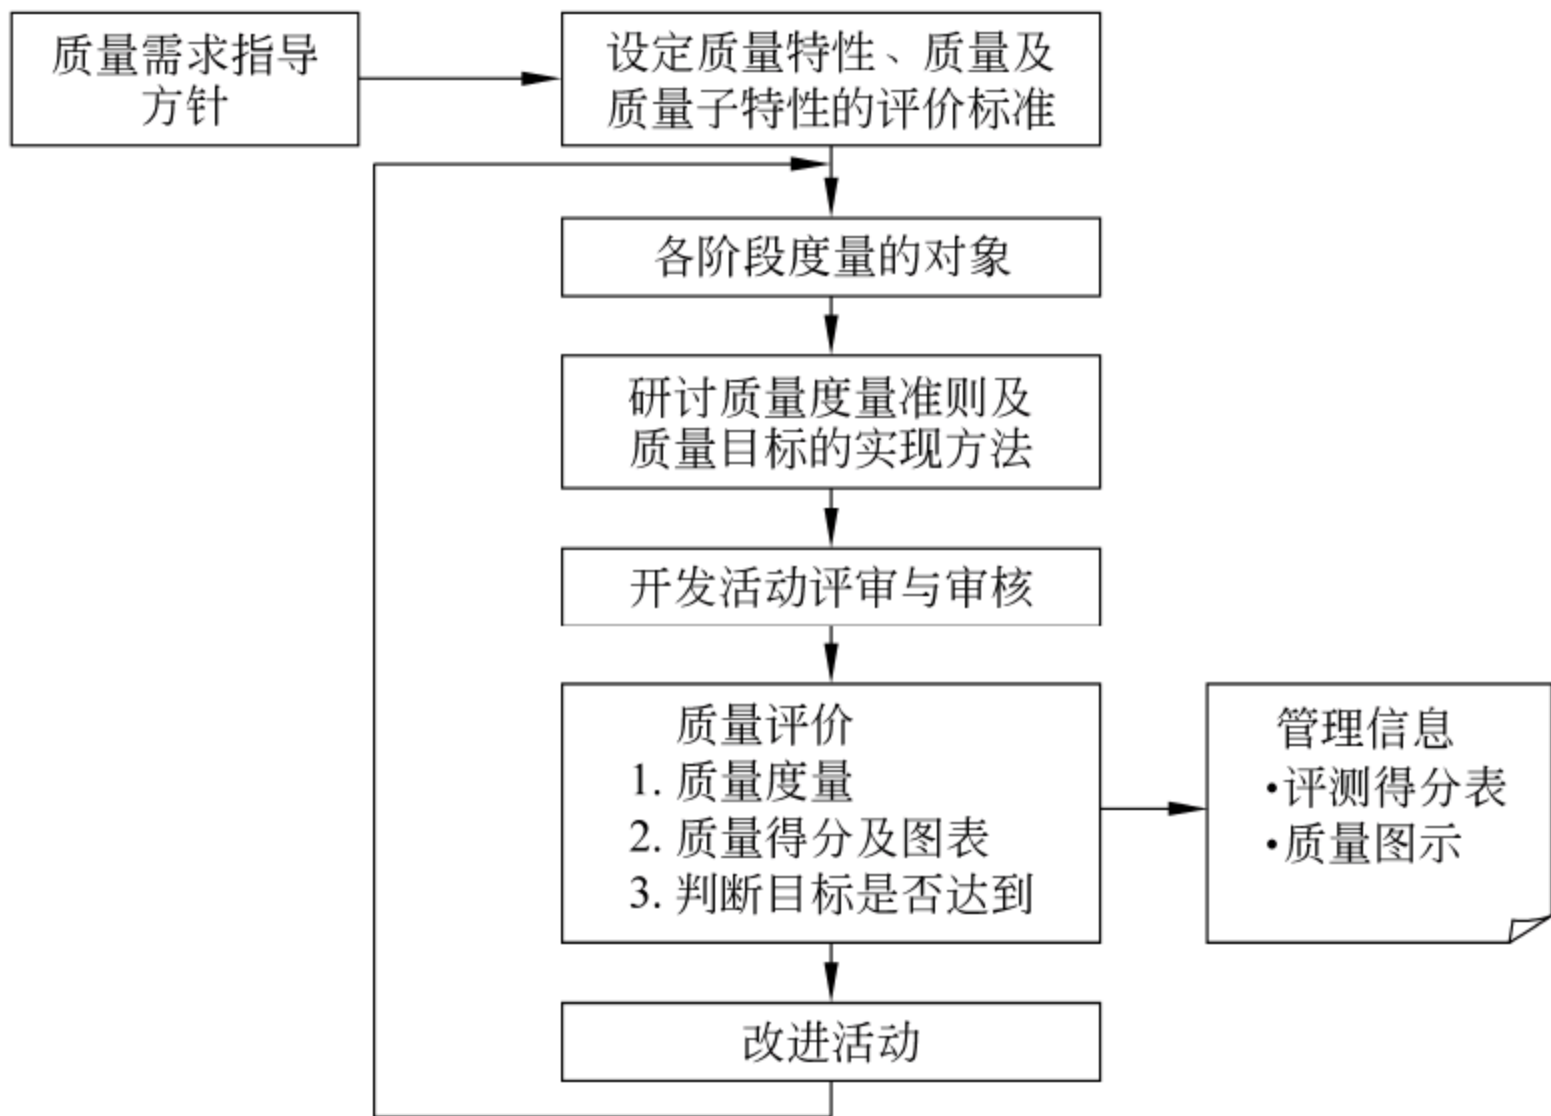 质量需求指导
方针
设定质量特性、质量及
质量子特性的评价标准
各阶段度量的对象
研讨质量度量准则及
质量目标的实现方法
开发活动评审与审核
质量评价
1. 质量度量
2. 质量得分及图表
3. 判断目标是否达到
管理信息
•评测得分表
•质量图示
改进活动